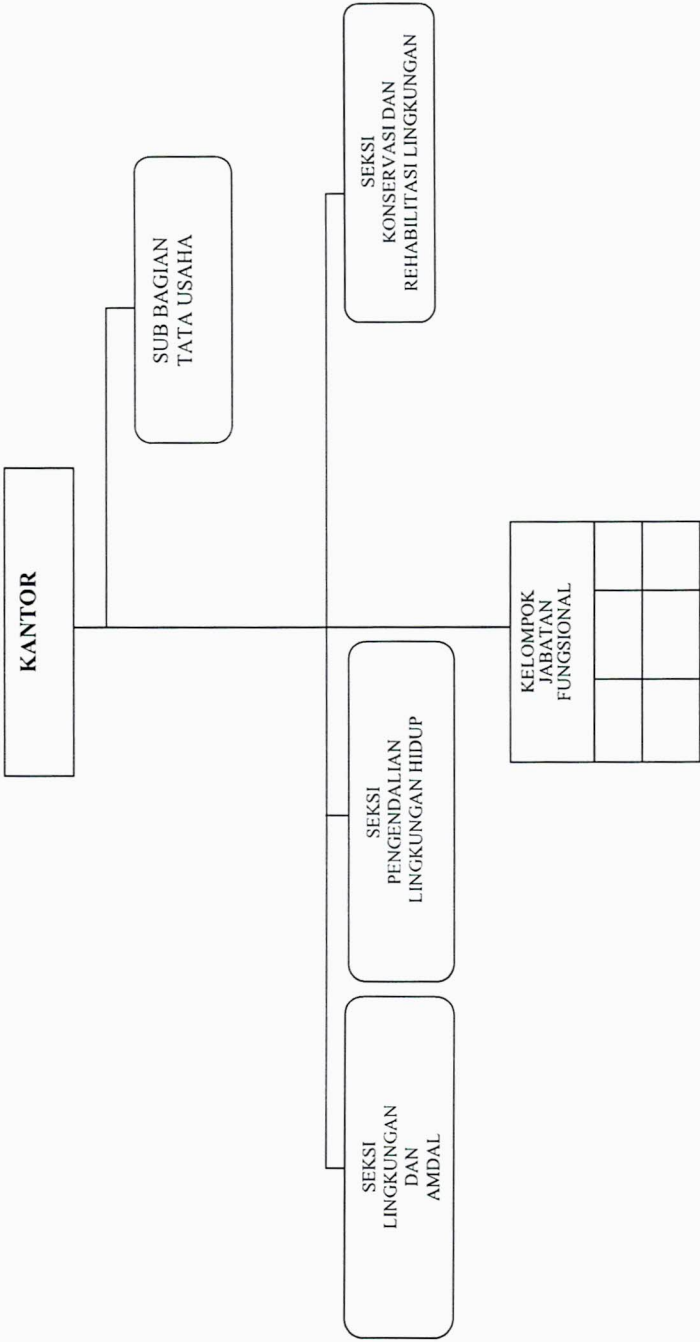 KANTOR
SUB BAGIAN
TATA USAHA
SEKSI
LINGKUNGAN
DAN
AMDAL
SEKSI
PENGENDALIAN
LINGKUNGAN HIDUP
SEKSI
KONSERVASI DAN
REHABILITASI LINGKUNGAN
KELOMPOK
JABATAN
FUNGSIONAL